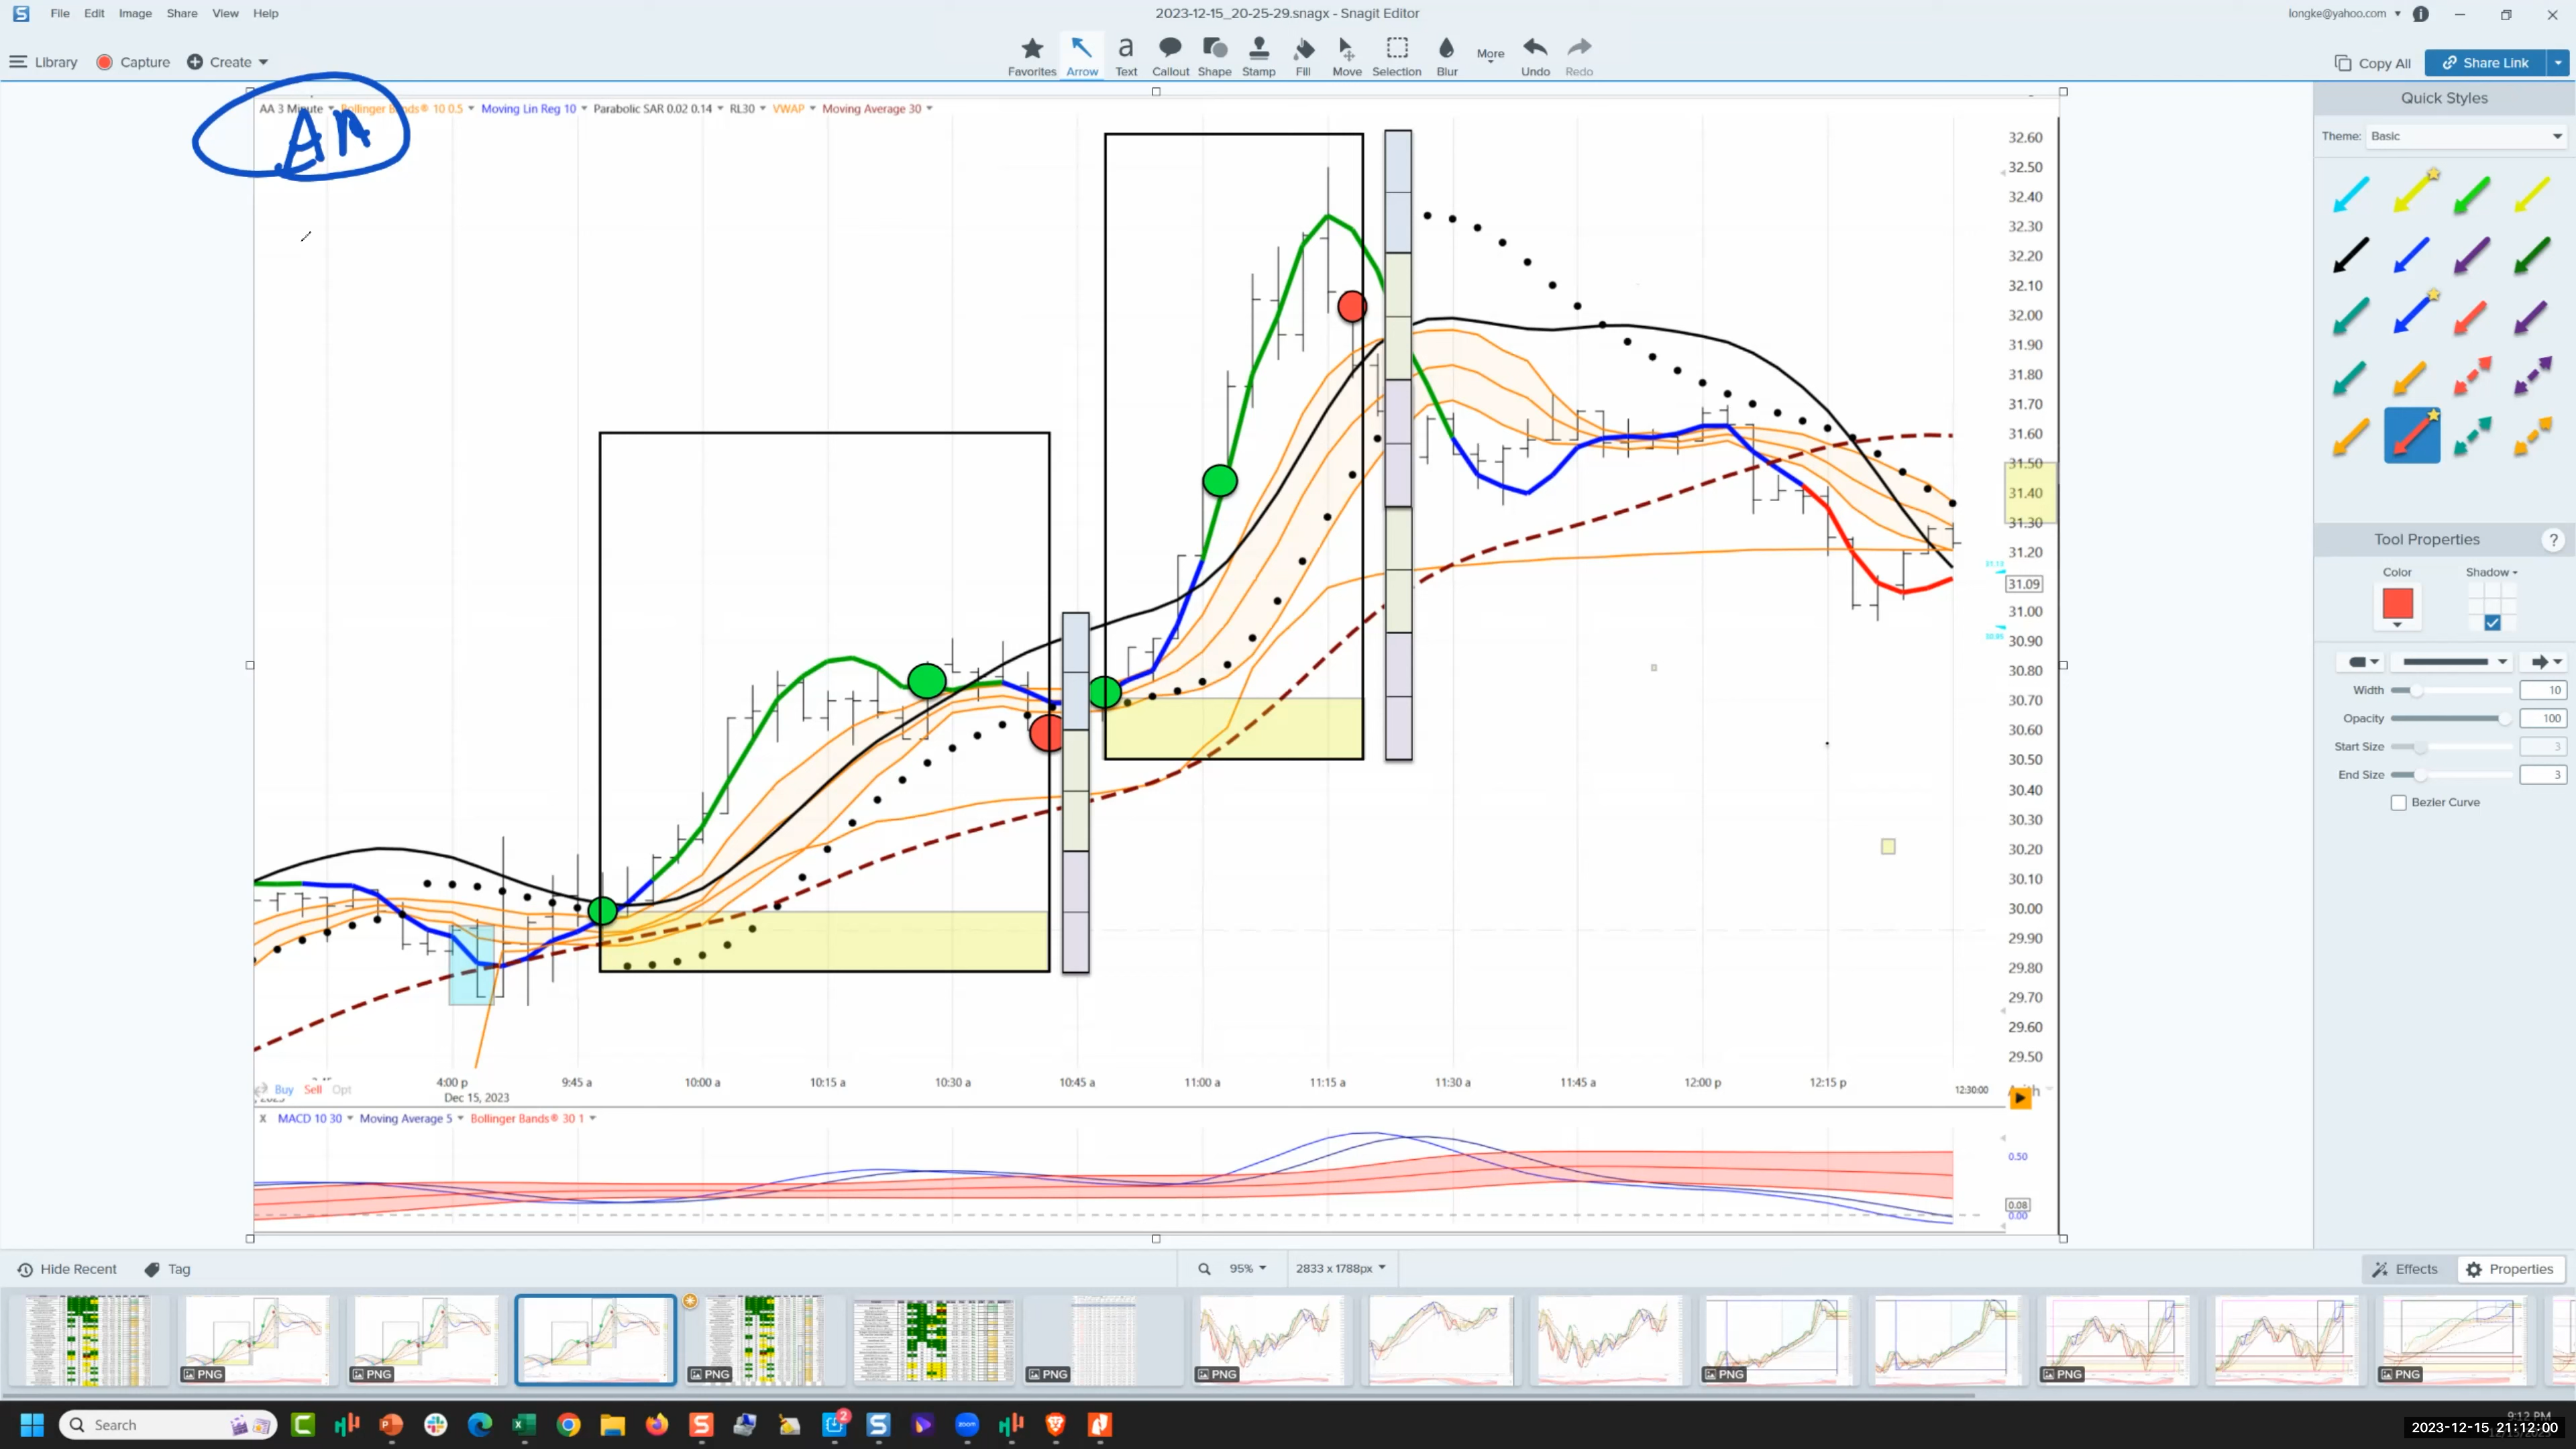 File Edit Image Share View Help
2023-12-15_20-25-29.snagx - Snagit Editor
longke@yahoo.com
Library Capture Create
Favorites Arrow Text Callout Shape Stamp Fill Move Selection Blur More Undo Redo
Copy All Share Link
Quick Styles
Theme: Basic
AA 3 Minute Bollinger Bands® 10 0.5 Moving Lin Reg 10 Parabolic SAR 0.02 0.14 RL30 VWAP Moving Average 30
AA
32.60
32.50
32.40
32.30
32.20
32.10
32.00
31.90
31.80
31.70
31.60
31.50
31.40
31.30
31.20
31.13
31.09
31.00
30.95
30.90
30.80
30.70
30.60
30.50
30.40
30.30
30.20
30.10
30.00
29.90
29.80
29.70
29.60
29.50
4:00 p 9:45 a 10:00 a 10:15 a 10:30 a 10:45 a 11:00 a 11:15 a 11:30 a 11:45 a 12:00 p 12:15 p 12:30:00
Buy Sell Opt
Dec 15, 2023
X MACD 10 30 Moving Average 5 Bollinger Bands® 30 1
0.50
0.08
0.00
Tool Properties
?
Color Shadow
Width 10
Opacity 100
Start Size 3
End Size 3
Bezier Curve
Hide Recent Tag
95% 2833 x 1788px
Effects Properties
PNG PNG PNG PNG PNG PNG PNG PNG
Search
2
zoom
9:12 PM
2023-12-15 21:12:00